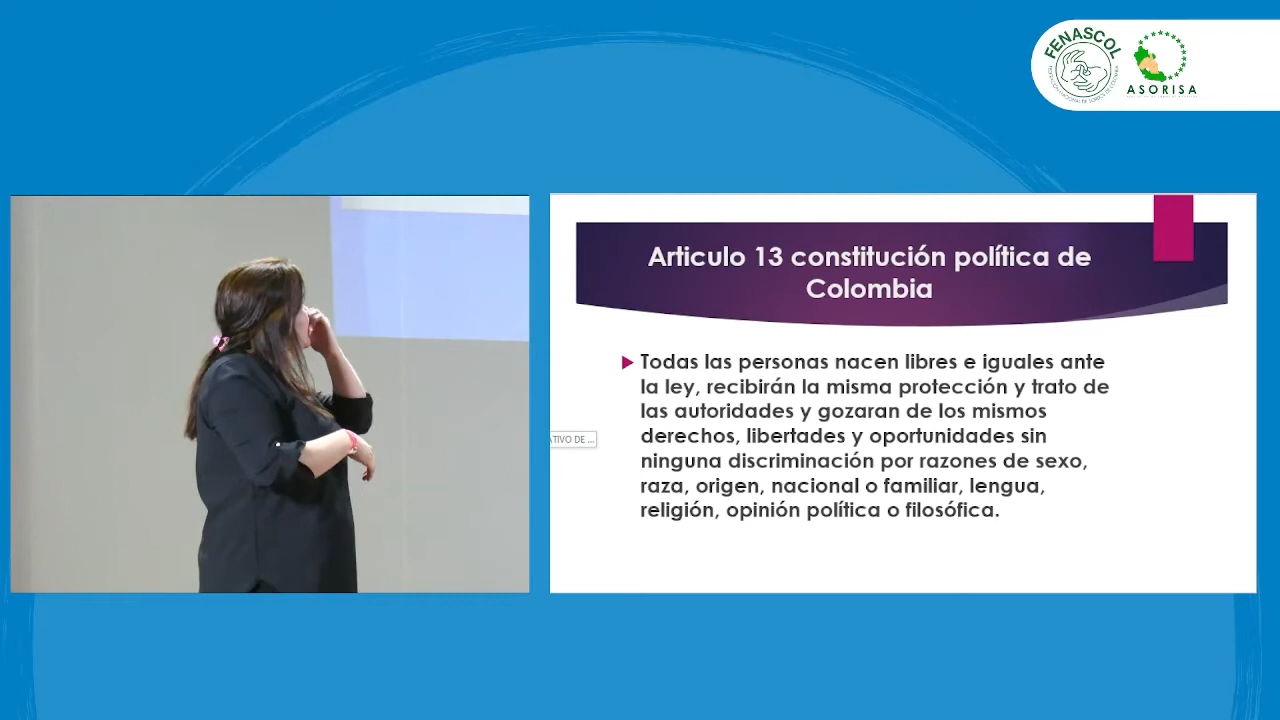 FENASCOL
ASORISA
Articulo 13 constitución política de
Colombia
Todas las personas nacen libres e iguales ante
la ley, recibirán la misma protección y trato de
las autoridades y gozaran de los mismos
derechos, libertades y oportunidades sin
ninguna discriminación por razones de sexo,
raza, origen, nacional o familiar, lengua,
religión, opinión política o filosófica.
ATIVO DE ...